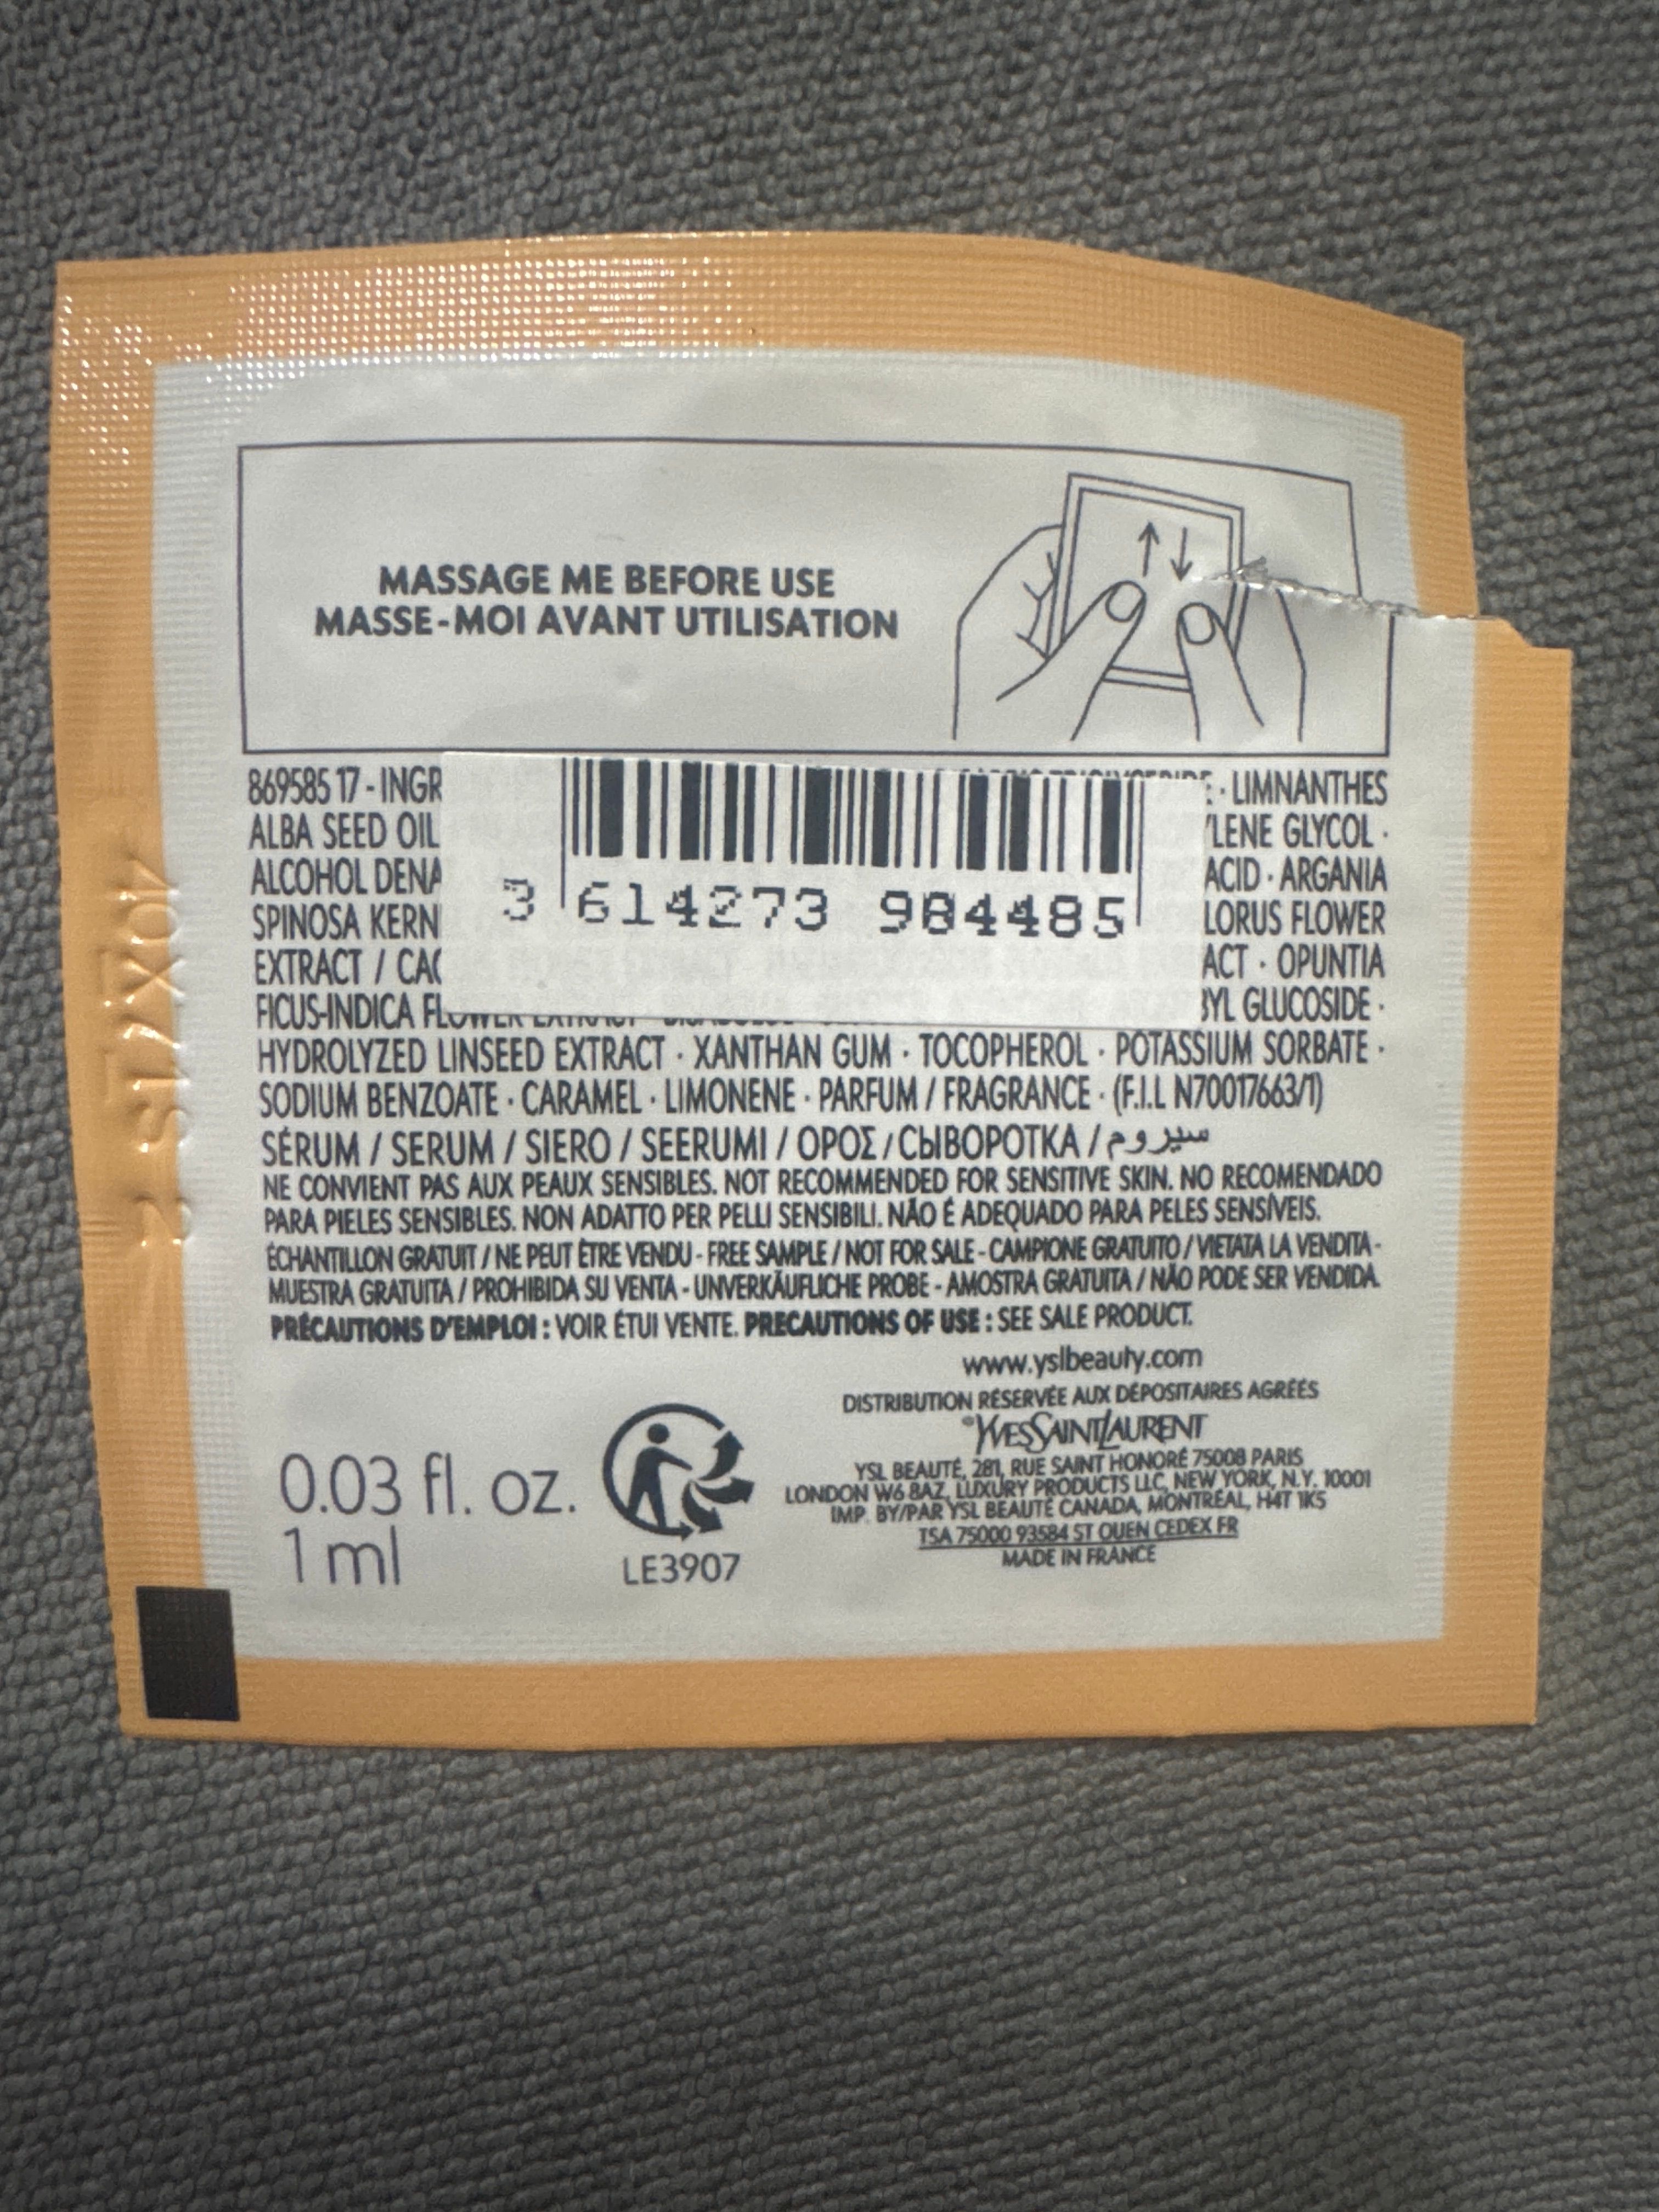 MASSAGE ME BEFORE USE
MASSE-MOI AVANT UTILISATION
869585 17 - INGR · LIMNANTHES
ALBA SEED OIL YLENE GLYCOL ·
ALCOHOL DENA ACID · ARGANIA
SPINOSA KERN LORUS FLOWER
EXTRACT / CAC ACT · OPUNTIA
FICUS-INDICA FLOWER EXTRACT BYL GLUCOSIDE ·
3 614273 984485
HYDROLYZED LINSEED EXTRACT · XANTHAN GUM · TOCOPHEROL · POTASSIUM SORBATE ·
SODIUM BENZOATE · CARAMEL · LIMONENE · PARFUM / FRAGRANCE · (F.I.L N70017663/1)
SÉRUM / SERUM / SIERO / SEERUMI / ΟΡΟΣ / СЫВОРОТКА / سيروم
NE CONVIENT PAS AUX PEAUX SENSIBLES. NOT RECOMMENDED FOR SENSITIVE SKIN. NO RECOMENDADO
PARA PIELES SENSIBLES. NON ADATTO PER PELLI SENSIBILI. NÃO É ADEQUADO PARA PELES SENSÍVEIS.
ÉCHANTILLON GRATUIT / NE PEUT ÊTRE VENDU - FREE SAMPLE / NOT FOR SALE - CAMPIONE GRATUITO / VIETATA LA VENDITA -
MUESTRA GRATUITA / PROHIBIDA SU VENTA - UNVERKÄUFLICHE PROBE - AMOSTRA GRATUITA / NÃO PODE SER VENDIDA.
PRÉCAUTIONS D'EMPLOI : VOIR ÉTUI VENTE. PRECAUTIONS OF USE : SEE SALE PRODUCT.
www.yslbeauty.com
DISTRIBUTION RÉSERVÉE AUX DÉPOSITAIRES AGRÉÉS
®YVESSAINTLAURENT
YSL BEAUTÉ, 281, RUE SAINT HONORÉ 75008 PARIS
LONDON W6 8AZ, LUXURY PRODUCTS LLC, NEW YORK, N.Y. 10001
IMP. BY/PAR YSL BEAUTÉ CANADA, MONTRÉAL, H4T 1K5
TSA 75000 93584 ST OUEN CEDEX FR
MADE IN FRANCE
0.03 fl. oz.
1 ml
LE3907